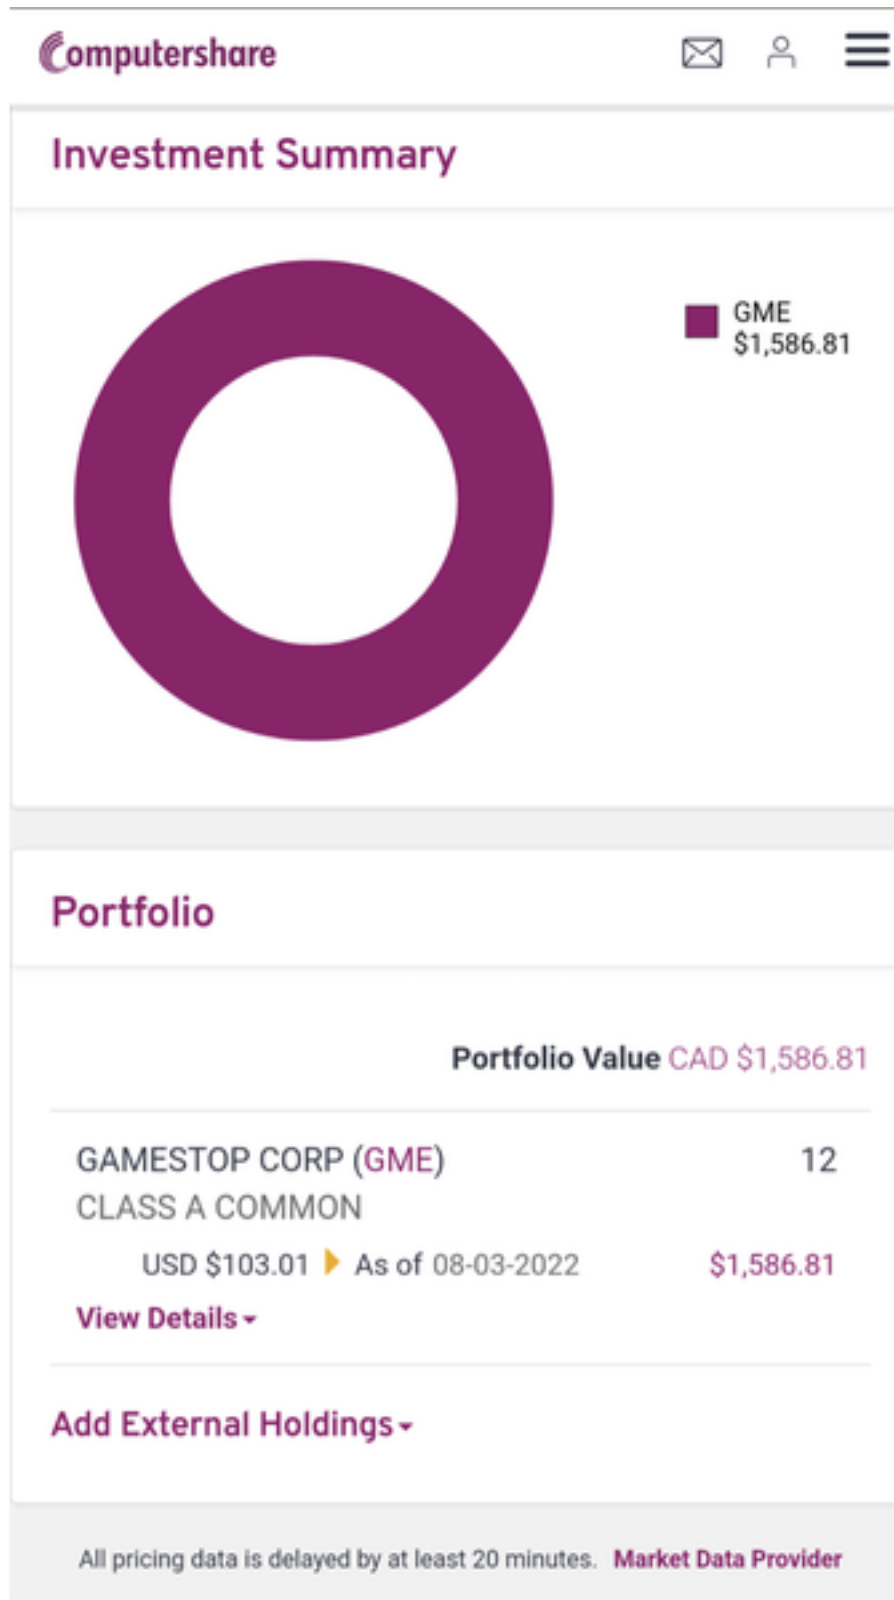 Computershare
Investment Summary
GME
$1,586.81
Portfolio
Portfolio Value CAD $1,586.81
GAMESTOP CORP (GME) 12
CLASS A COMMON
USD $103.01 As of 08-03-2022 $1,586.81
View Details
Add External Holdings
All pricing data is delayed by at least 20 minutes. Market Data Provider